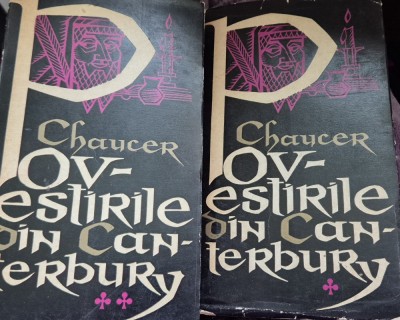 Chaucer
POV-
estirile
din Can-
terbury
Chaucer
POV-
estirile
din Can-
terbury